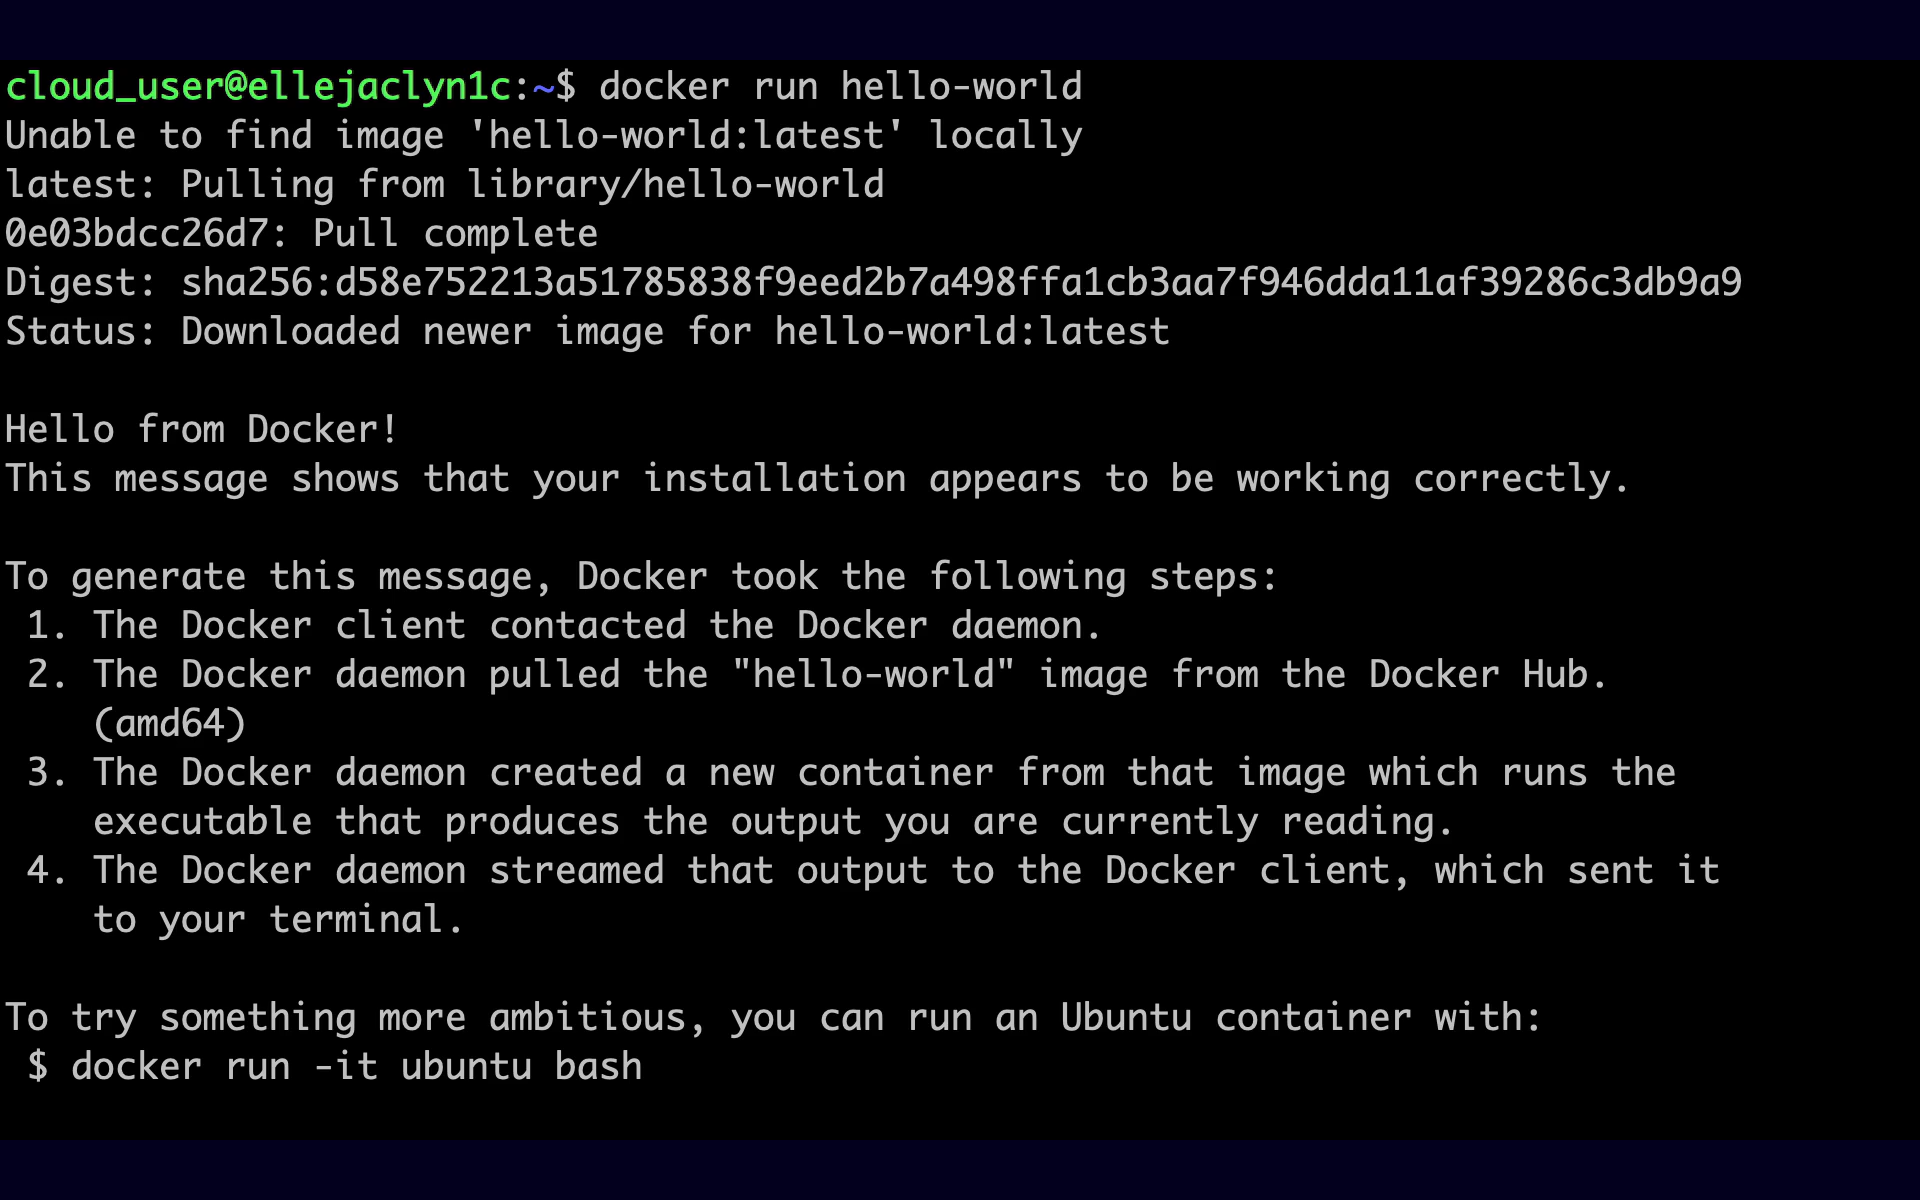 cloud_user@ellejaclyn1c:~$ docker run hello-world
Unable to find image 'hello-world:latest' locally
latest: Pulling from library/hello-world
0e03bdcc26d7: Pull complete
Digest: sha256:d58e752213a51785838f9eed2b7a498ffa1cb3aa7f946dda11af39286c3db9a9
Status: Downloaded newer image for hello-world:latest

Hello from Docker!
This message shows that your installation appears to be working correctly.

To generate this message, Docker took the following steps:
 1. The Docker client contacted the Docker daemon.
 2. The Docker daemon pulled the "hello-world" image from the Docker Hub.
    (amd64)
 3. The Docker daemon created a new container from that image which runs the
    executable that produces the output you are currently reading.
 4. The Docker daemon streamed that output to the Docker client, which sent it
    to your terminal.

To try something more ambitious, you can run an Ubuntu container with:
 $ docker run -it ubuntu bash